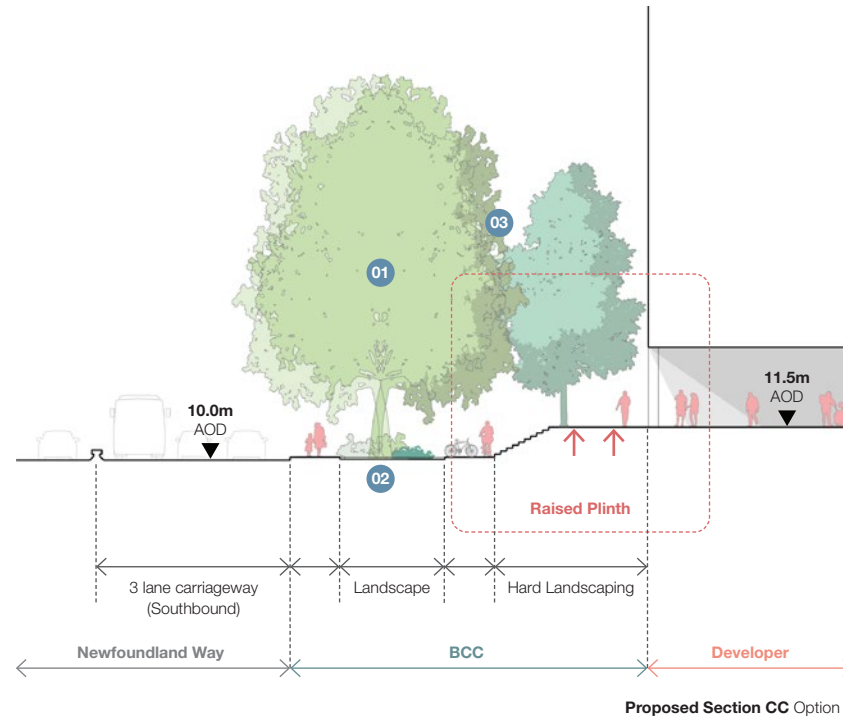 03
01
10.0m
AOD
11.5m
AOD
02
Raised Plinth
3 lane carriageway
(Southbound)
Landscape
Hard Landscaping
Newfoundland Way
BCC
Developer
Proposed Section CC Option